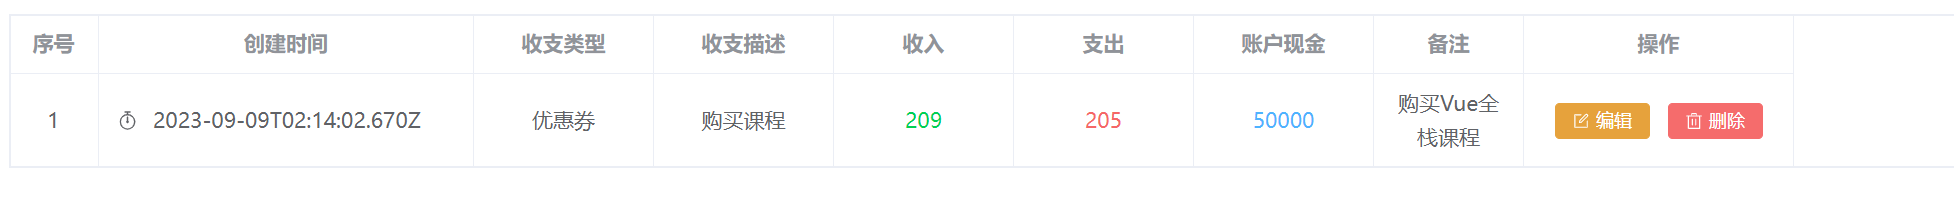 序号 创建时间 收支类型 收支描述 收入 支出 账户现金 备注 操作
1 2023-09-09T02:14:02.670Z 优惠券 购买课程 209 205 50000 购买Vue全 编辑 删除
栈课程